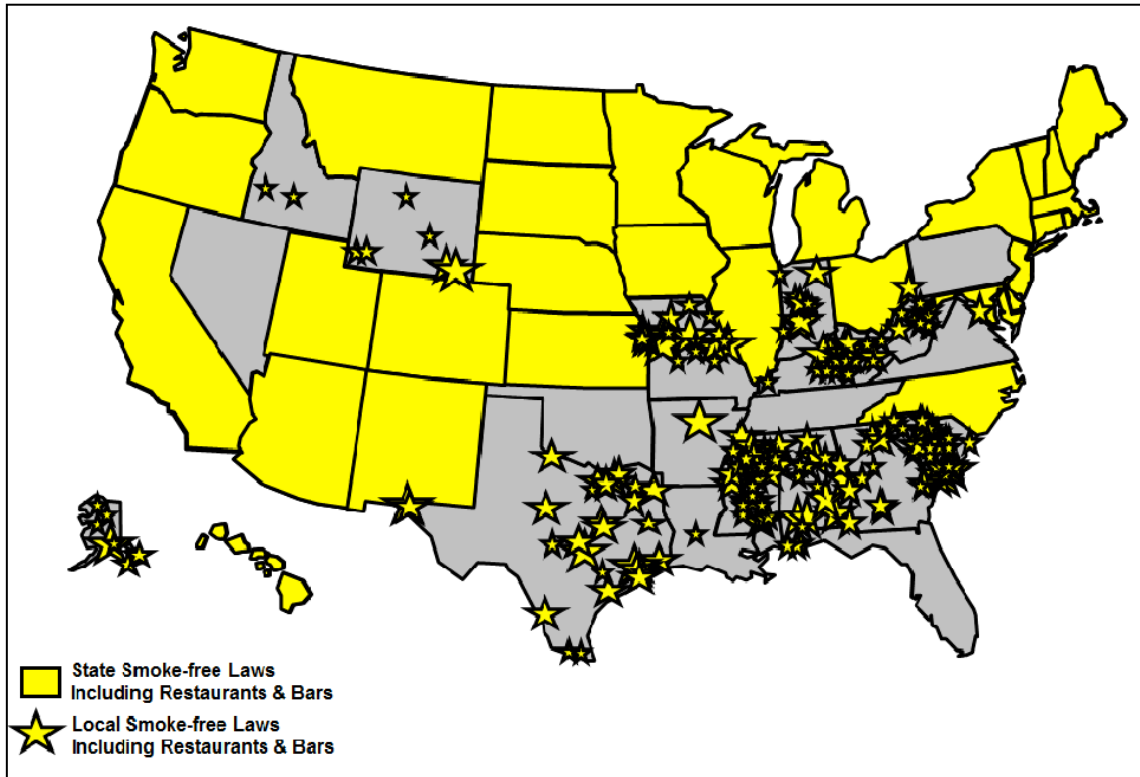 State Smoke-free Laws
Including Restaurants & Bars
Local Smoke-free Laws
Including Restaurants & Bars